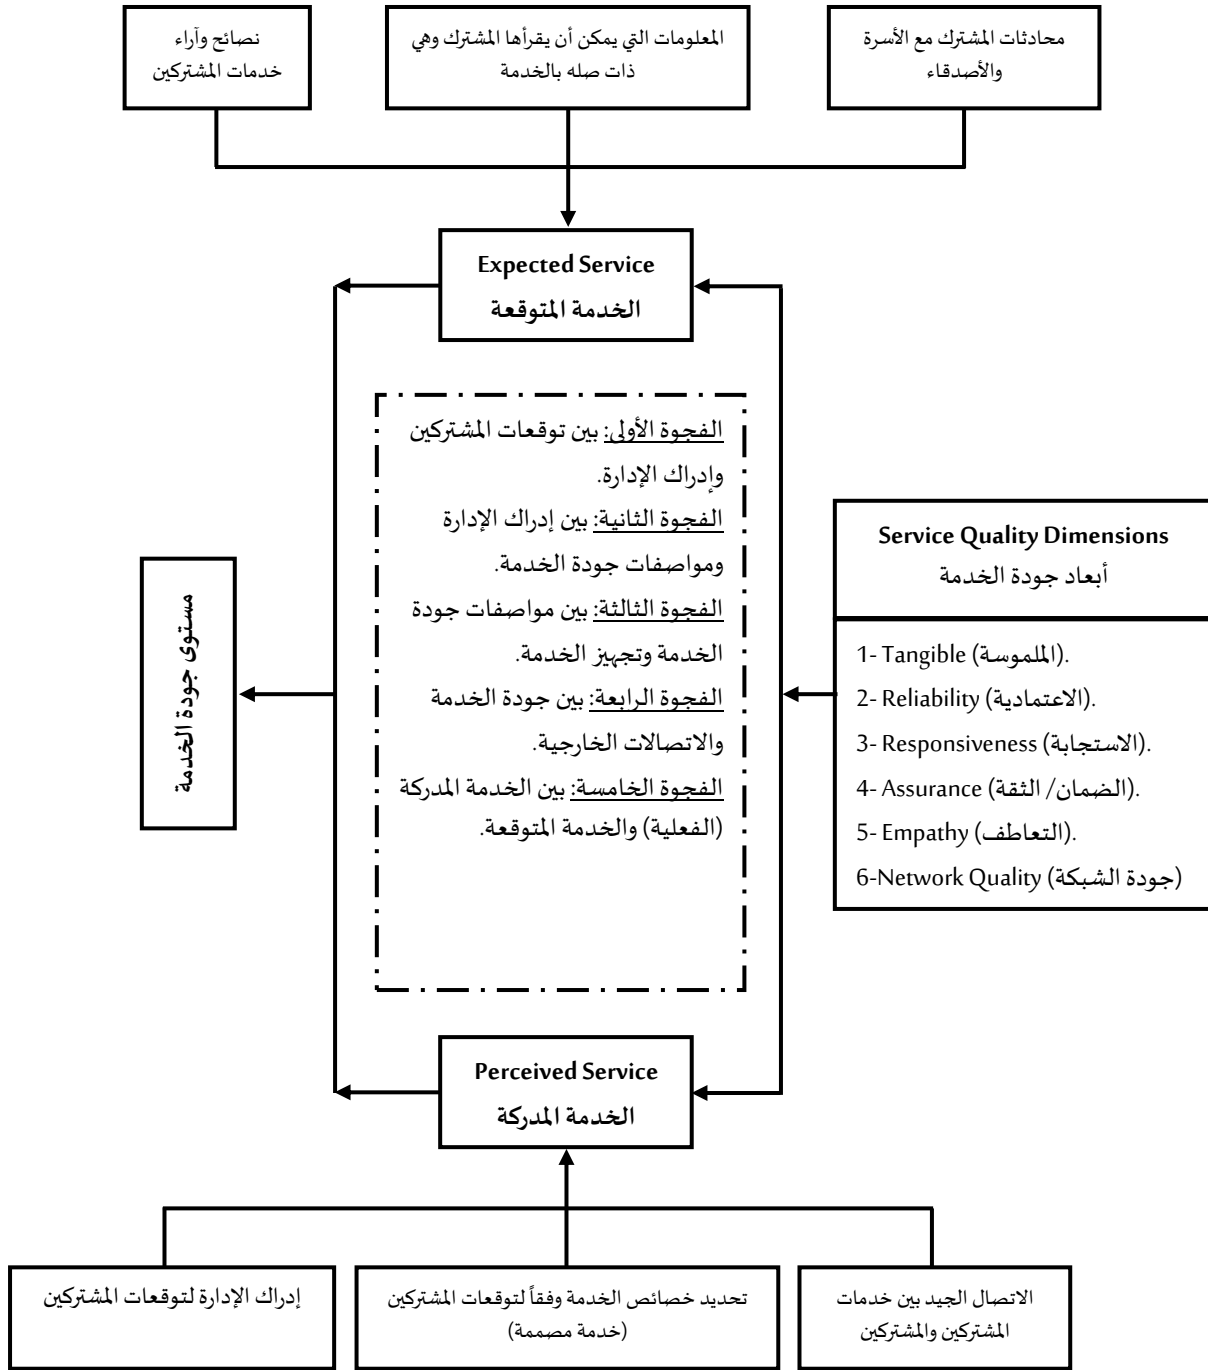 محادثات المشترك مع الأسرة
والأصدقاء
المعلومات التي يمكن أن يقرأها المشترك وهي
ذات صله بالخدمة
نصائح وآراء
خدمات المشتركين
Expected Service
الخدمة المتوقعة
الفجوة الأولى: بين توقعات المشتركين
وإدراك الإدارة.
الفجوة الثانية: بين إدراك الإدارة
ومواصفات جودة الخدمة.
الفجوة الثالثة: بين مواصفات جودة
الخدمة وتجهيز الخدمة.
الفجوة الرابعة: بين جودة الخدمة
والاتصالات الخارجية.
الفجوة الخامسة: بين الخدمة المدركة
(الفعلية) والخدمة المتوقعة.
Service Quality Dimensions
أبعاد جودة الخدمة
1- Tangible (الملموسة).
2- Reliability (الاعتمادية).
3- Responsiveness (الاستجابة).
4- Assurance (الضمان/ الثقة).
5- Empathy (التعاطف).
6-Network Quality (جودة الشبكة)
مستوى جودة الخدمة
Perceived Service
الخدمة المدركة
الاتصال الجيد بين خدمات
المشتركين والمشتركين
تحديد خصائص الخدمة وفقاً لتوقعات المشتركين
(خدمة مصممة)
إدراك الإدارة لتوقعات المشتركين